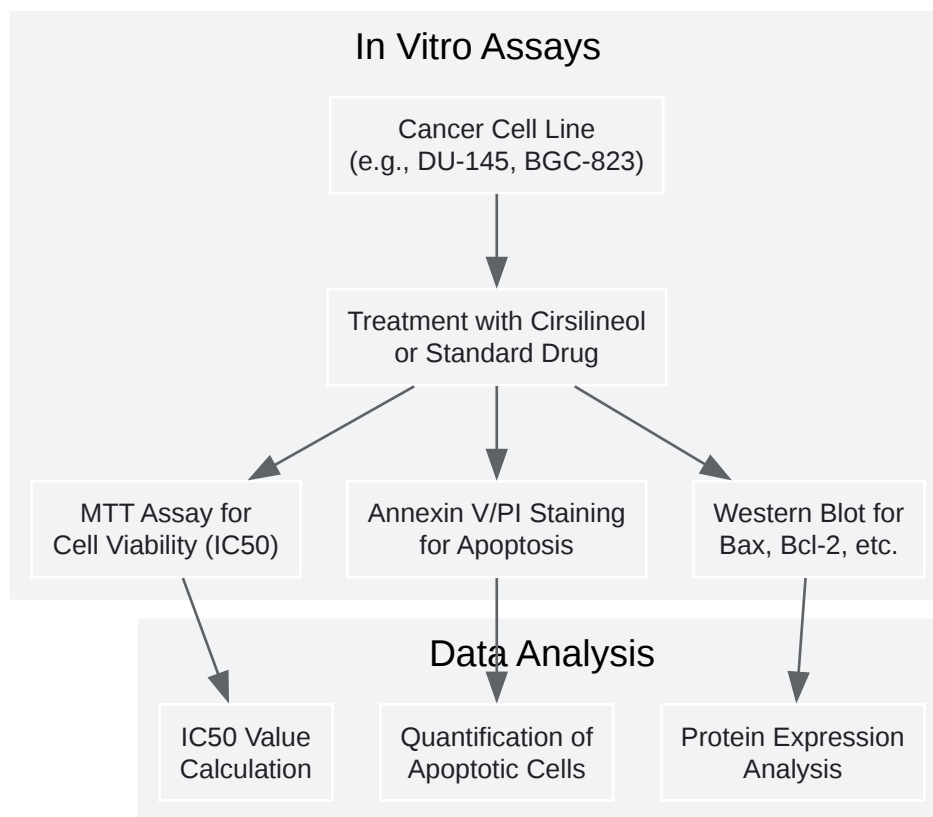 In Vitro Assays
Cancer Cell Line
(e.g., DU-145, BGC-823)
Treatment with Cirsilineol
or Standard Drug
MTT Assay for
Cell Viability (IC50)
Annexin V/PI Staining
for Apoptosis
Western Blot for
Bax, Bcl-2, etc.
Data Analysis
IC50 Value
Calculation
Quantification of
Apoptotic Cells
Protein Expression
Analysis